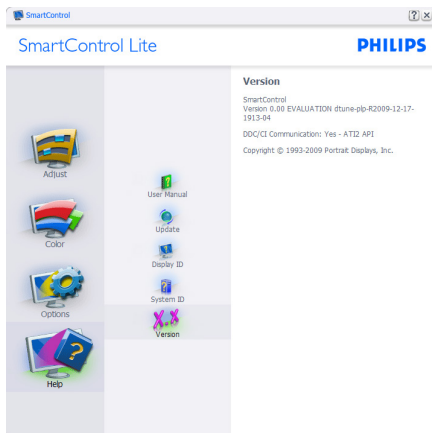 SmartControl
SmartControl Lite
PHILIPS
Adjust
Color
Options
Help
User Manual
Update
Display ID
System ID
X.X
Version
Version
SmartControl
Version 0.00 EVALUATION dtune-plp-R2009-12-17-
1913-04
DDC/CI Communication: Yes - ATI2 API
Copyright © 1993-2009 Portrait Displays, Inc.